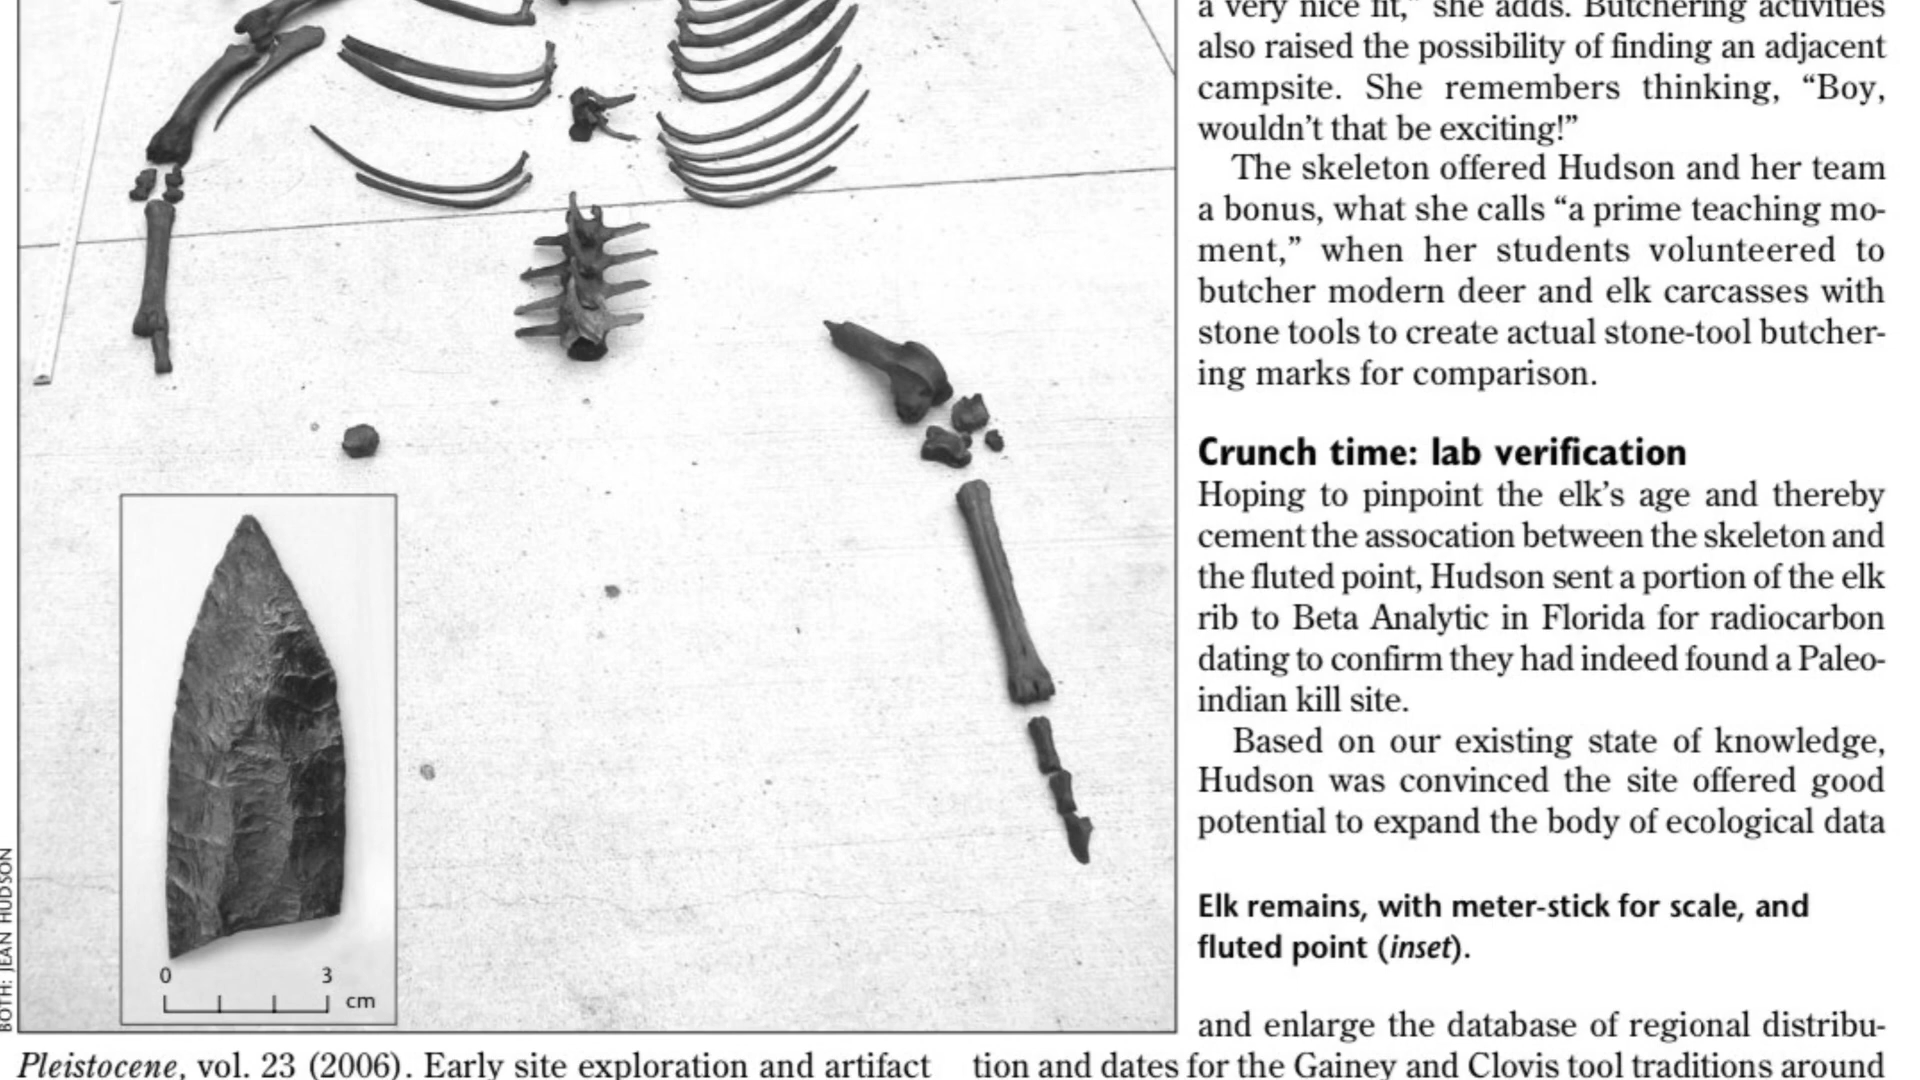 a very nice fit,” she adds. Butchering activities
also raised the possibility of finding an adjacent
campsite. She remembers thinking, “Boy,
wouldn’t that be exciting!”
The skeleton offered Hudson and her team
a bonus, what she calls “a prime teaching mo-
ment,” when her students volunteered to
butcher modern deer and elk carcasses with
stone tools to create actual stone-tool butcher-
ing marks for comparison.
Crunch time: lab verification
Hoping to pinpoint the elk’s age and thereby
cement the assocation between the skeleton and
the fluted point, Hudson sent a portion of the elk
rib to Beta Analytic in Florida for radiocarbon
dating to confirm they had indeed found a Paleo-
indian kill site.
Based on our existing state of knowledge,
Hudson was convinced the site offered good
potential to expand the body of ecological data
Elk remains, with meter-stick for scale, and
fluted point (inset).
and enlarge the database of regional distribu-
tion and dates for the Gainey and Clovis tool traditions around
0 3
cm
BOTH: JEAN HUDSON
Pleistocene, vol. 23 (2006). Early site exploration and artifact